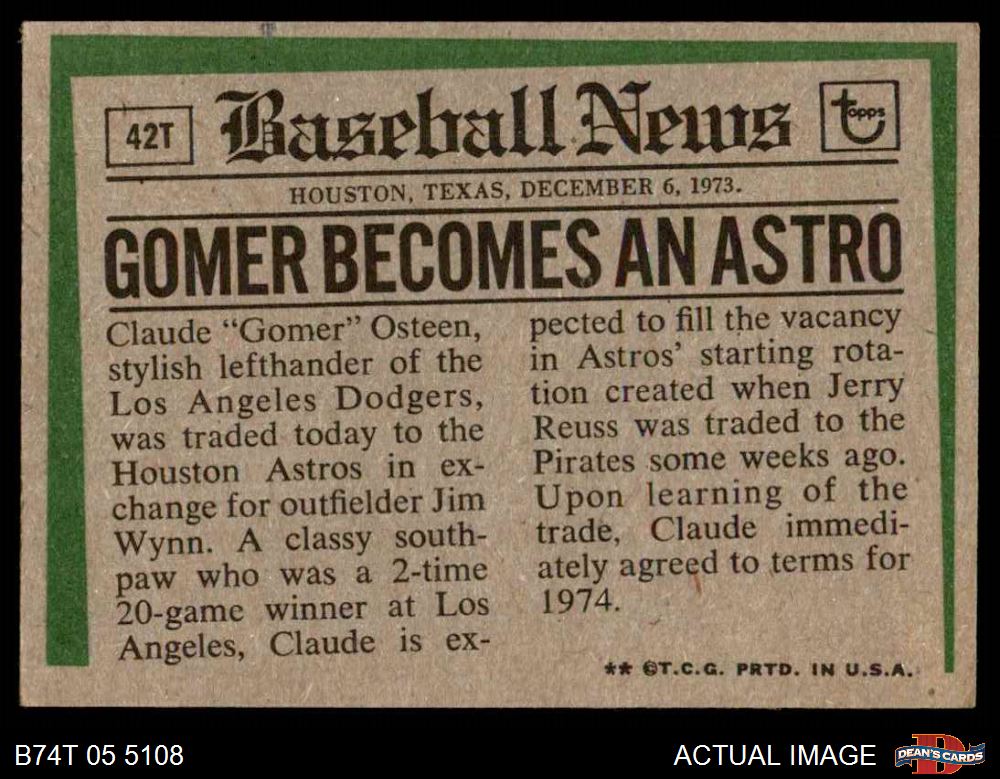 42T
Baseball News
topps
HOUSTON, TEXAS, DECEMBER 6, 1973.
GOMER BECOMES AN ASTRO
Claude "Gomer" Osteen,
stylish lefthander of the
Los Angeles Dodgers,
was traded today to the
Houston Astros in ex-
change for outfielder Jim
Wynn. A classy south-
paw who was a 2-time
20-game winner at Los
Angeles, Claude is ex-
pected to fill the vacancy
in Astros' starting rota-
tion created when Jerry
Reuss was traded to the
Pirates some weeks ago.
Upon learning of the
trade, Claude immedi-
ately agreed to terms for
1974.
** ©T.C.G. PRTD. IN U.S.A.
B74T 05 5108
ACTUAL IMAGE
D
DEAN'S CARDS